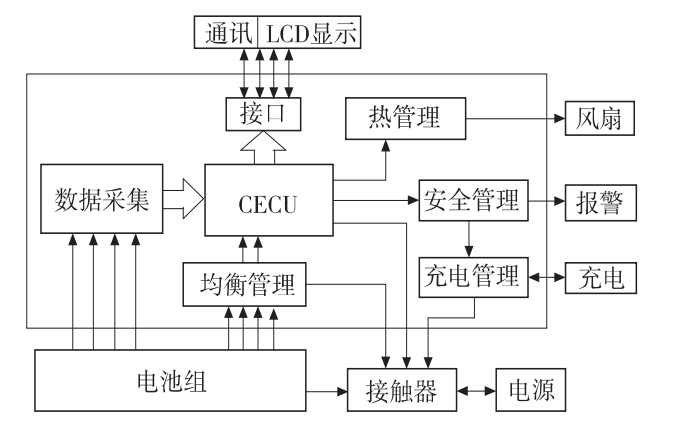 通讯 LCD显示
接口
热管理
风扇
数据采集
CECU
安全管理
报警
均衡管理
充电管理
充电
电池组
接触器
电源